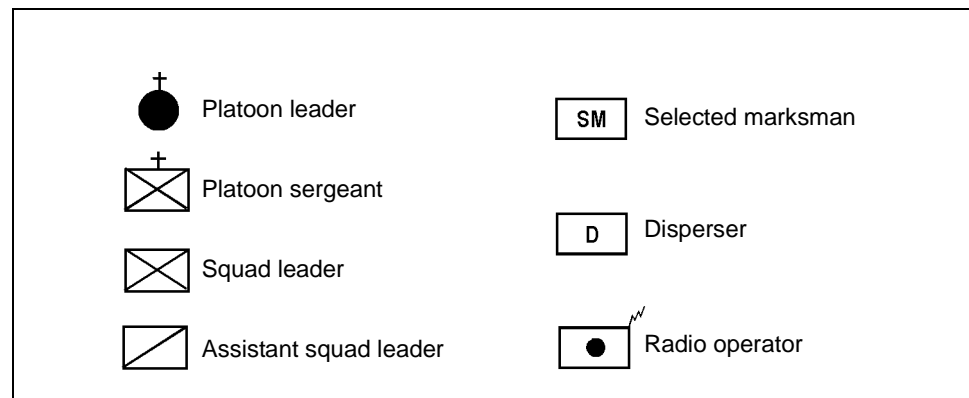 Platoon leader
Platoon sergeant
Squad leader
Assistant squad leader
SM Selected marksman
D Disperser
Radio operator